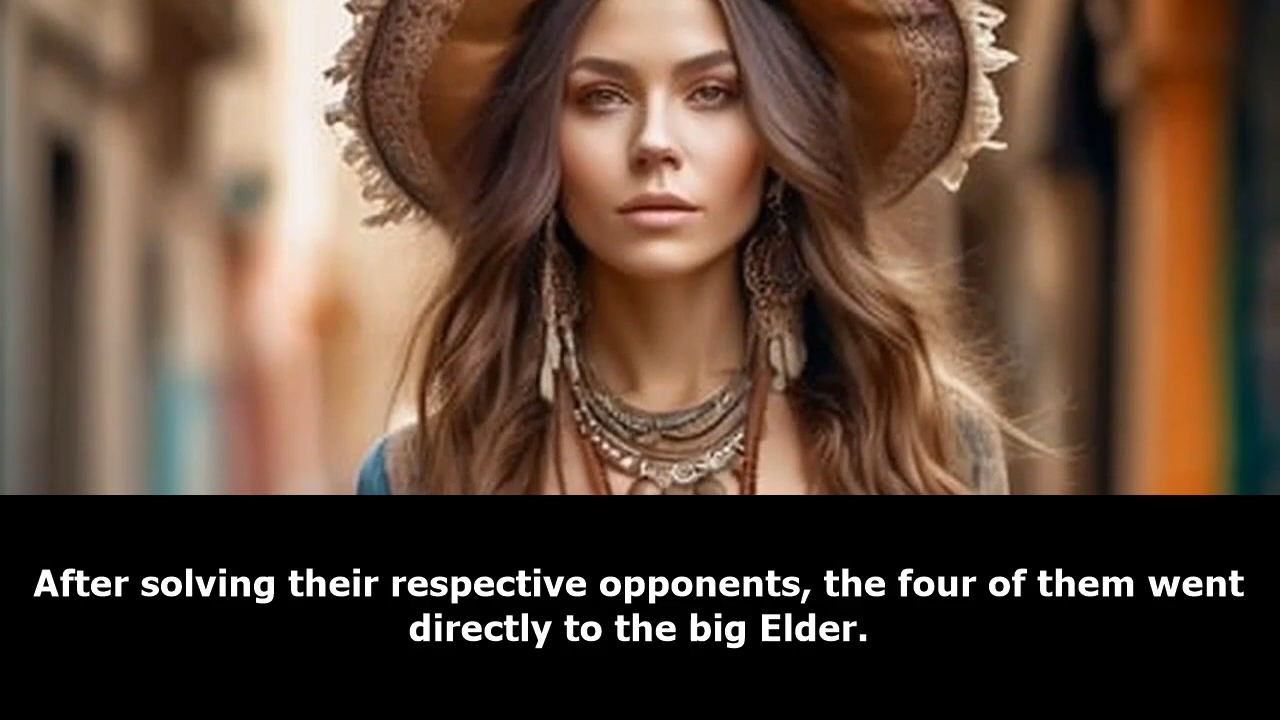 After solving their respective opponents, the four of them went
directly to the big Elder.